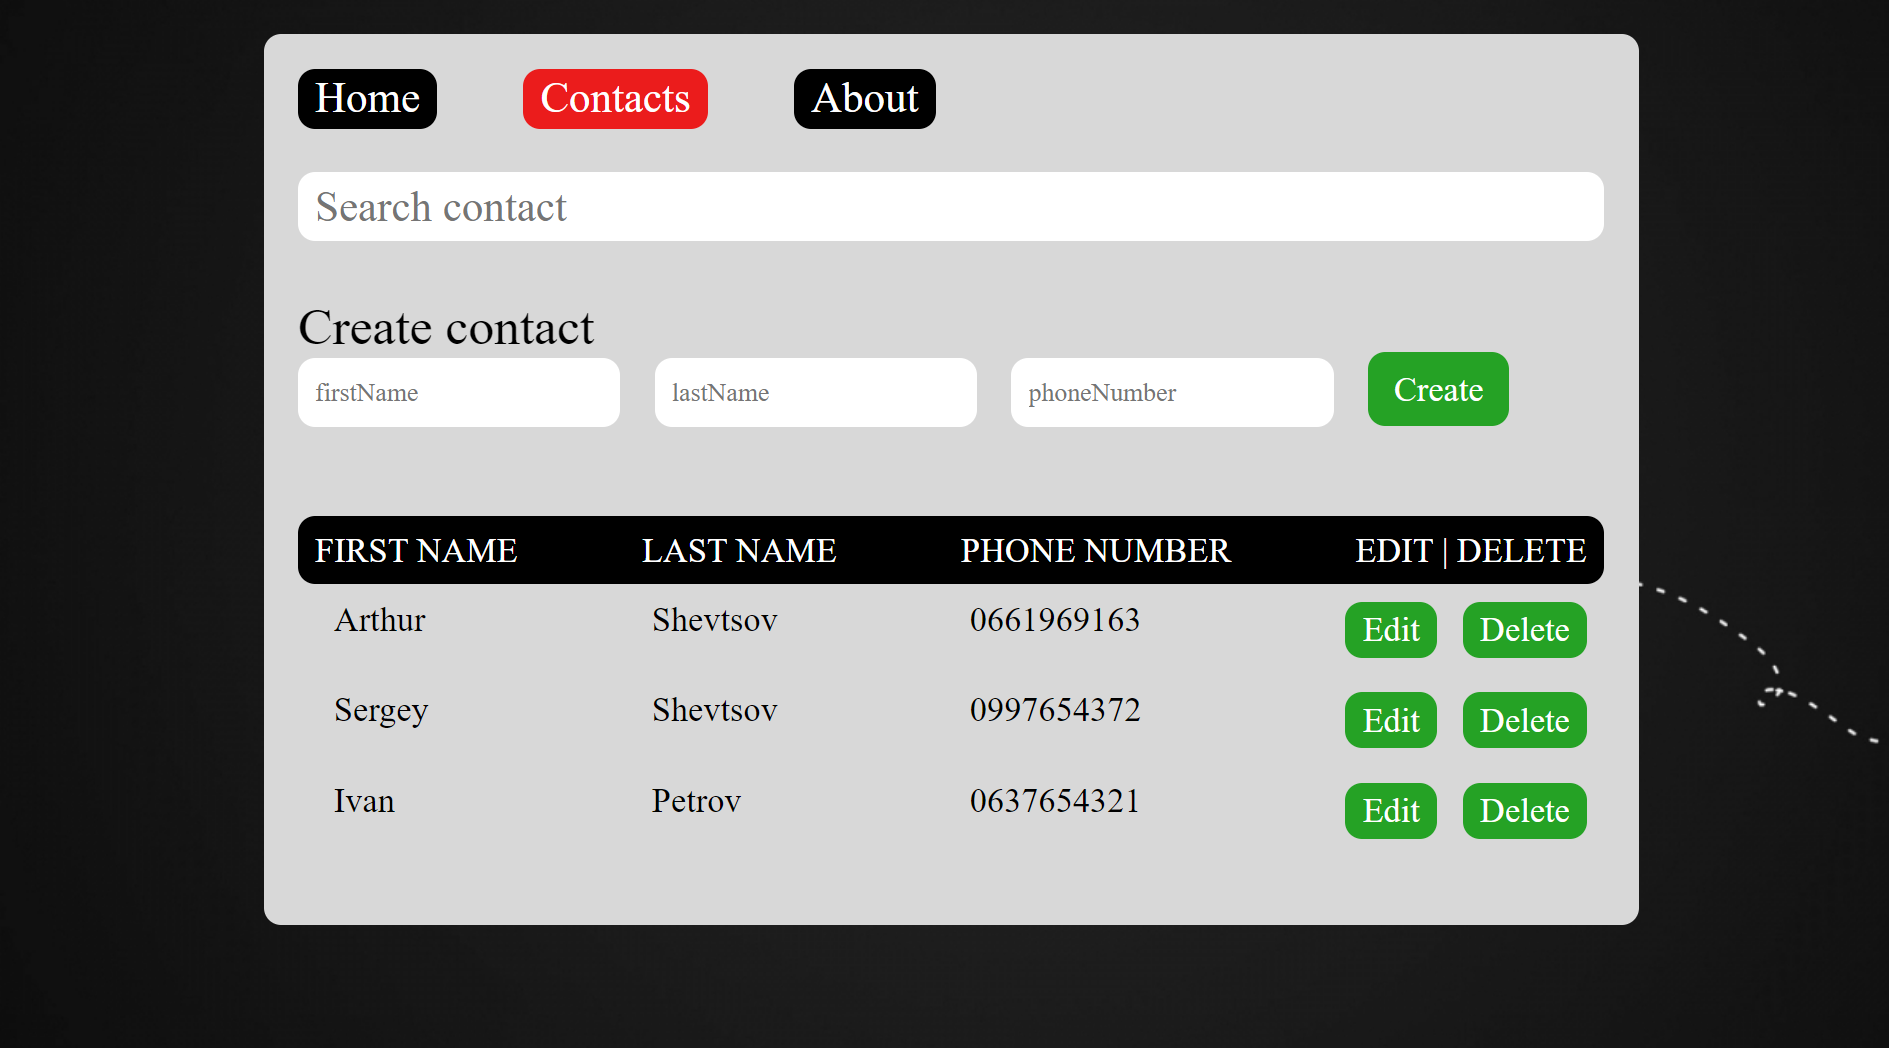 Home Contacts About
Search contact
Create contact
firstName lastName phoneNumber Create
FIRST NAME LAST NAME PHONE NUMBER EDIT | DELETE
Arthur Shevtsov 0661969163 Edit Delete
Sergey Shevtsov 0997654372 Edit Delete
Ivan Petrov 0637654321 Edit Delete